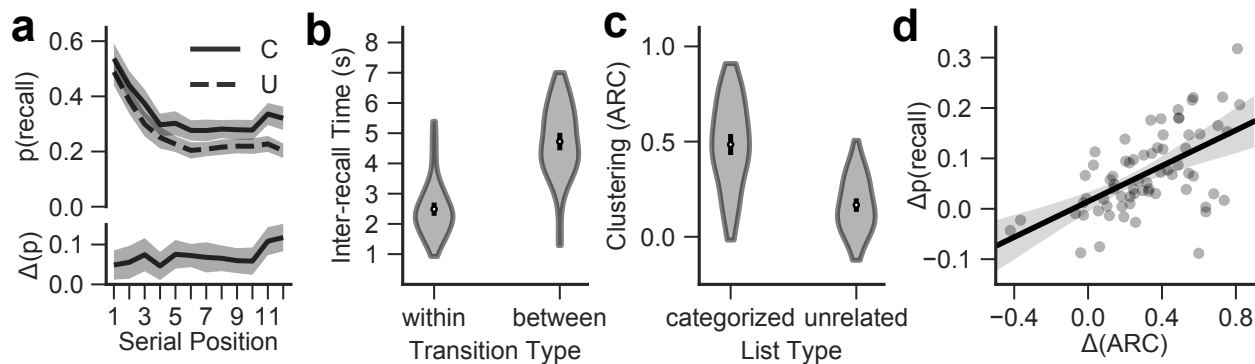 a
0.6
0.4
0.2
0.0
p(recall)
C
U
0.1
0.0
Δ(p)
1
3
5
7
9
11
Serial Position
b
8
7
6
5
4
3
2
1
Inter-recall Time (s)
within
between
Transition Type
c
1.0
0.5
0.0
Clustering (ARC)
categorized
unrelated
List Type
d
0.3
0.2
0.1
0.0
−0.1
Δp(recall)
−0.4
0.0
0.4
0.8
Δ(ARC)